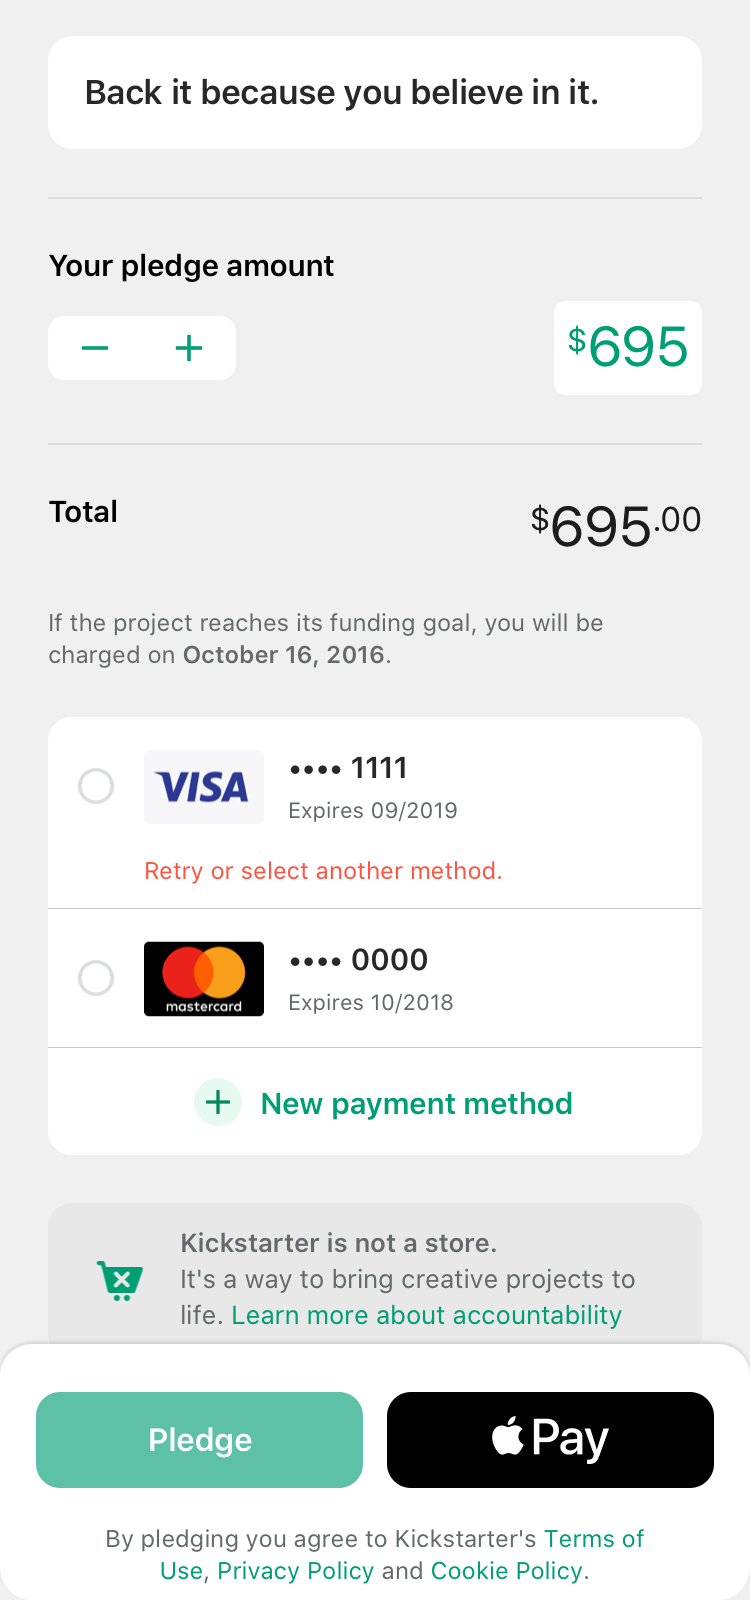 Back it because you believe in it.
Your pledge amount
− +
$695
Total
$695.00
If the project reaches its funding goal, you will be
charged on October 16, 2016.
VISA
•••• 1111
Expires 09/2019
Retry or select another method.
mastercard
•••• 0000
Expires 10/2018
+ New payment method
Kickstarter is not a store.
It's a way to bring creative projects to
life. Learn more about accountability
Pledge
Pay
By pledging you agree to Kickstarter's Terms of
Use, Privacy Policy and Cookie Policy.